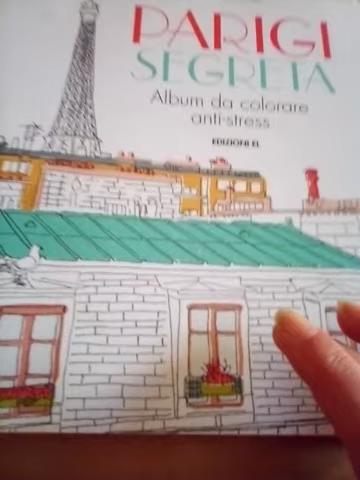 PARIGI
SEGRETA
Album da colorare
anti-stress
EDIZIONI EL